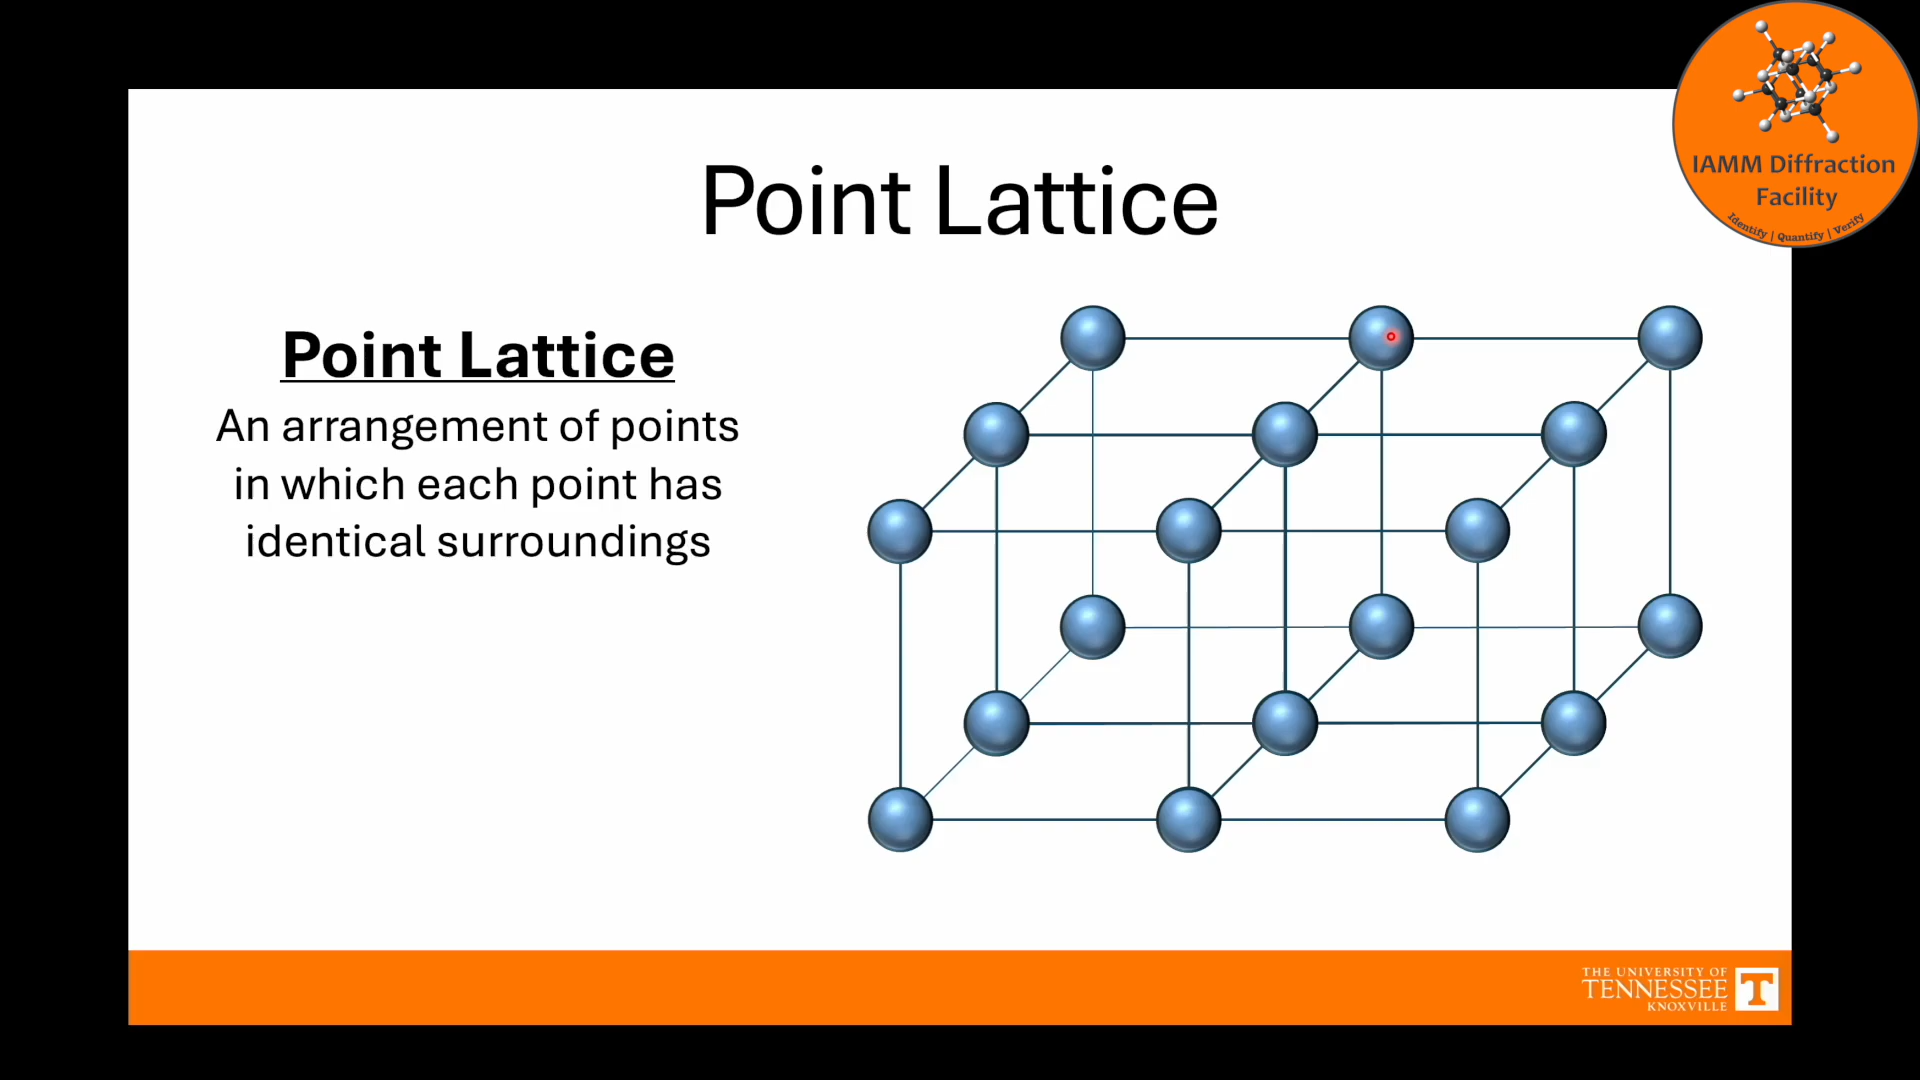 IAMM Diffraction
Facility
Identify | Quantify | Verify
Point Lattice
Point Lattice
An arrangement of points
in which each point has
identical surroundings
THE UNIVERSITY OF
TENNESSEE
KNOXVILLE
T